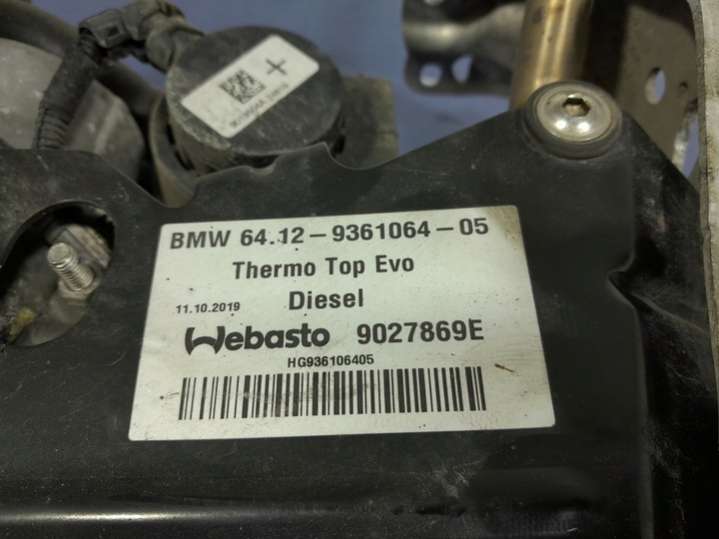 BMW 64.12-9361064-05
Thermo Top Evo
11.10.2019 Diesel
Webasto 9027869E
HG936106405